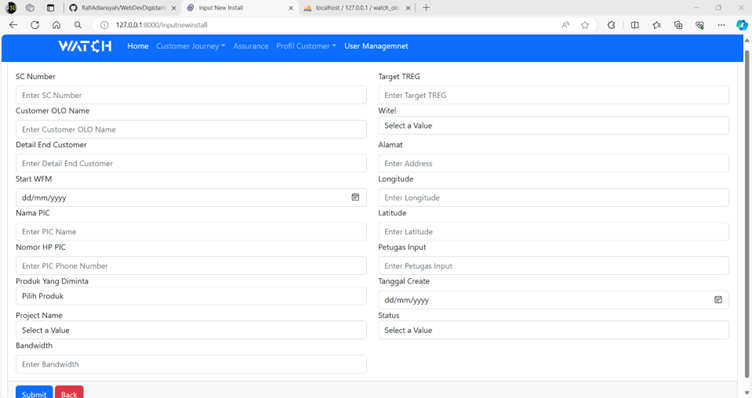 RafiAdiansyah/WebDevDigistarIn
Input New Install
localhost / 127.0.0.1 / watch_olo
127.0.0.1:8000/inputnewinstall
WATCH Home Customer Journey Assurance Profil Customer User Managemnet
SC Number
Enter SC Number
Customer OLO Name
Enter Customer OLO Name
Detail End Customer
Enter Detail End Customer
Start WFM
dd/mm/yyyy
Nama PIC
Enter PIC Name
Nomor HP PIC
Enter PIC Phone Number
Produk Yang Diminta
Pilih Produk
Project Name
Select a Value
Bandwidth
Enter Bandwidth
Target TREG
Enter Target TREG
Witel
Select a Value
Alamat
Enter Address
Longitude
Enter Longitude
Latitude
Enter Latitude
Petugas Input
Enter Petugas Input
Tanggal Create
dd/mm/yyyy
Status
Select a Value
Submit Back